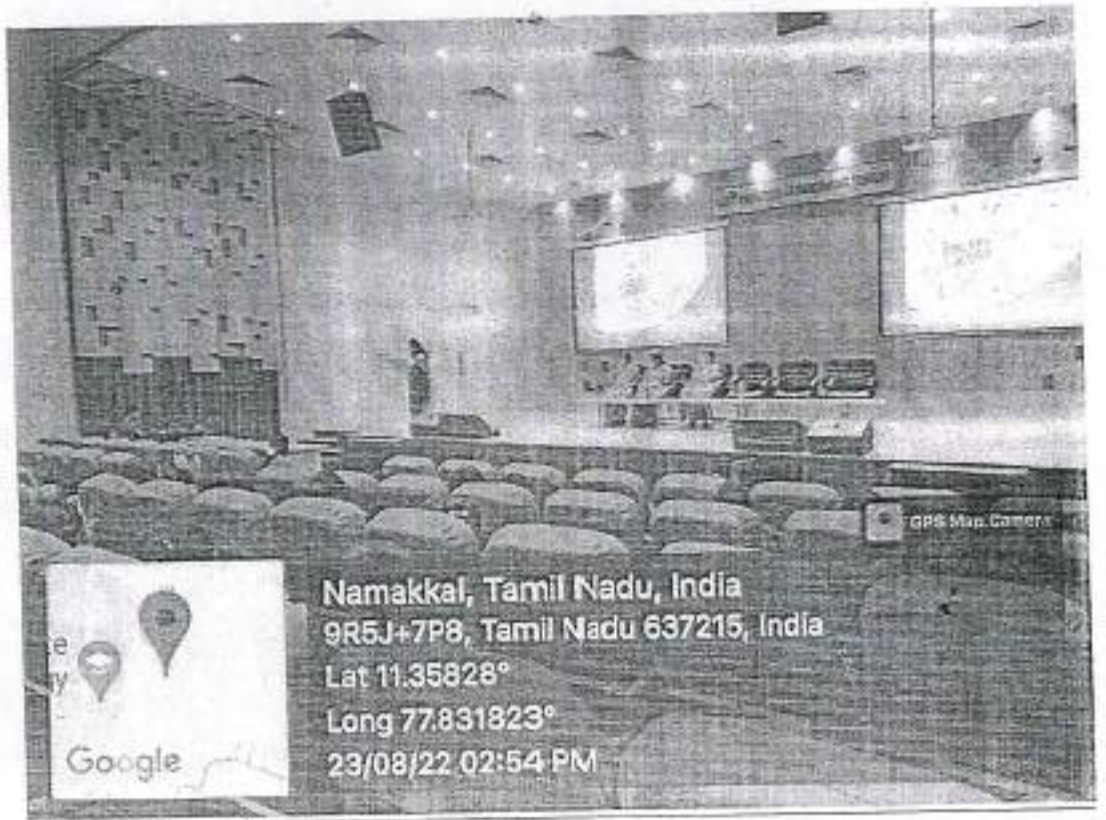 GPS Map Camera
Namakkal, Tamil Nadu, India
9R5J+7P8, Tamil Nadu 637215, India
Lat 11.35828°
Long 77.831823°
23/08/22 02:54 PM
Google